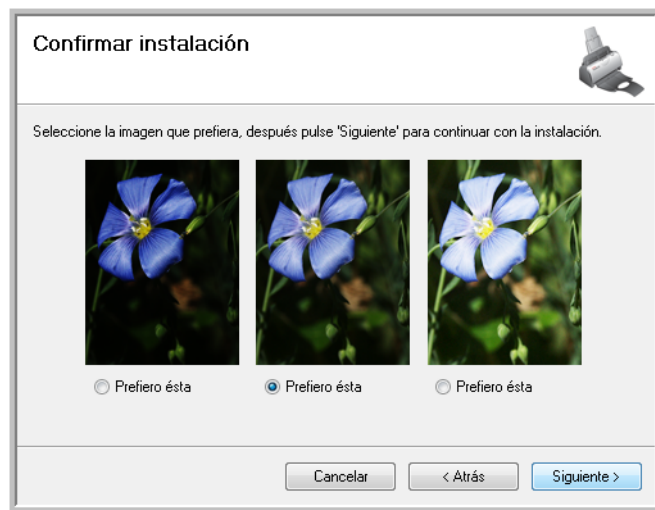 Confirmar instalación
Seleccione la imagen que prefiera, después pulse 'Siguiente' para continuar con la instalación.
Prefiero ésta
Prefiero ésta
Prefiero ésta
Cancelar
< Atrás
Siguiente >